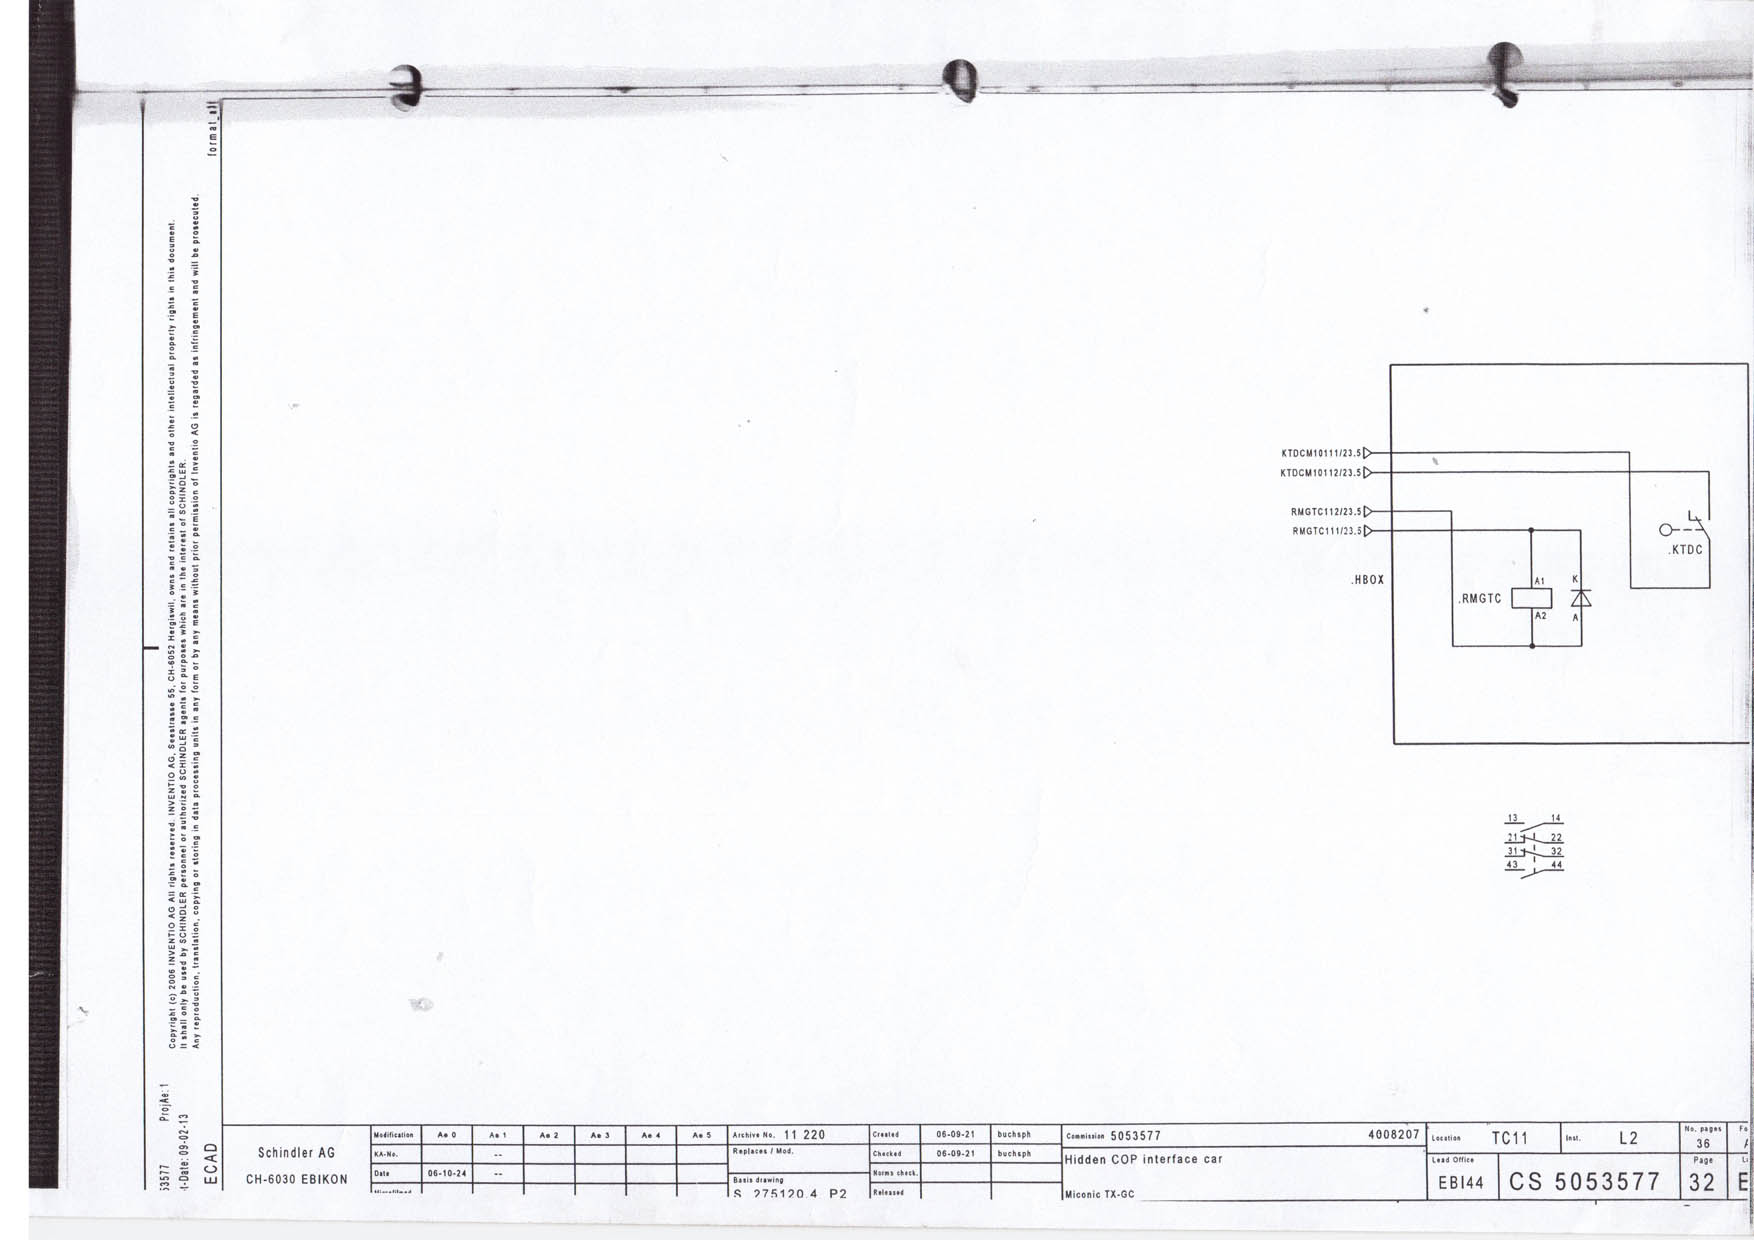 format_all
Copyright (c) 2006 INVENTIO AG All rights reserved. INVENTIO AG, Seestrasse 55, CH-6052 Hergiswil, owns and retains all copyrights and other intellectual property rights in this document.
It shall only be used by SCHINDLER personnel or authorized SCHINDLER agents for purposes which are in the interest of SCHINDLER.
Any reproduction, translation, copying or storing in data processing units in any form or by any means without prior permission of Inventio AG is regarded as infringement and will be prosecuted.
ProjAe: 1
53577
t-Date: 09-02-13
ECAD
KTDCM10111/23.5
KTDCM10112/23.5
RMGTC112/23.5
RMGTC111/23.5
.HBOX
.KTDC
.RMGTC
A1
A2
K
A
13 14
21 22
31 32
43 44
Schindler AG
CH-6030 EBIKON
Modification Ae 0 Ae 1 Ae 2 Ae 3 Ae 4 Ae 5
KA-No. --
Date 06-10-24 --
Archive No. 11 220
Replaces / Mod.
Basis drawing
S 275120.4 P2
Created 06-09-21 buchsph
Checked 06-09-21 buchsph
Norms check.
Released
Commission 5053577 4008207
Hidden COP interface car
Miconic TX-GC
Location TC11
Inst. L2
Lead Office
EBI44
CS 5053577
No. pages
36
Page
32
Fo
E